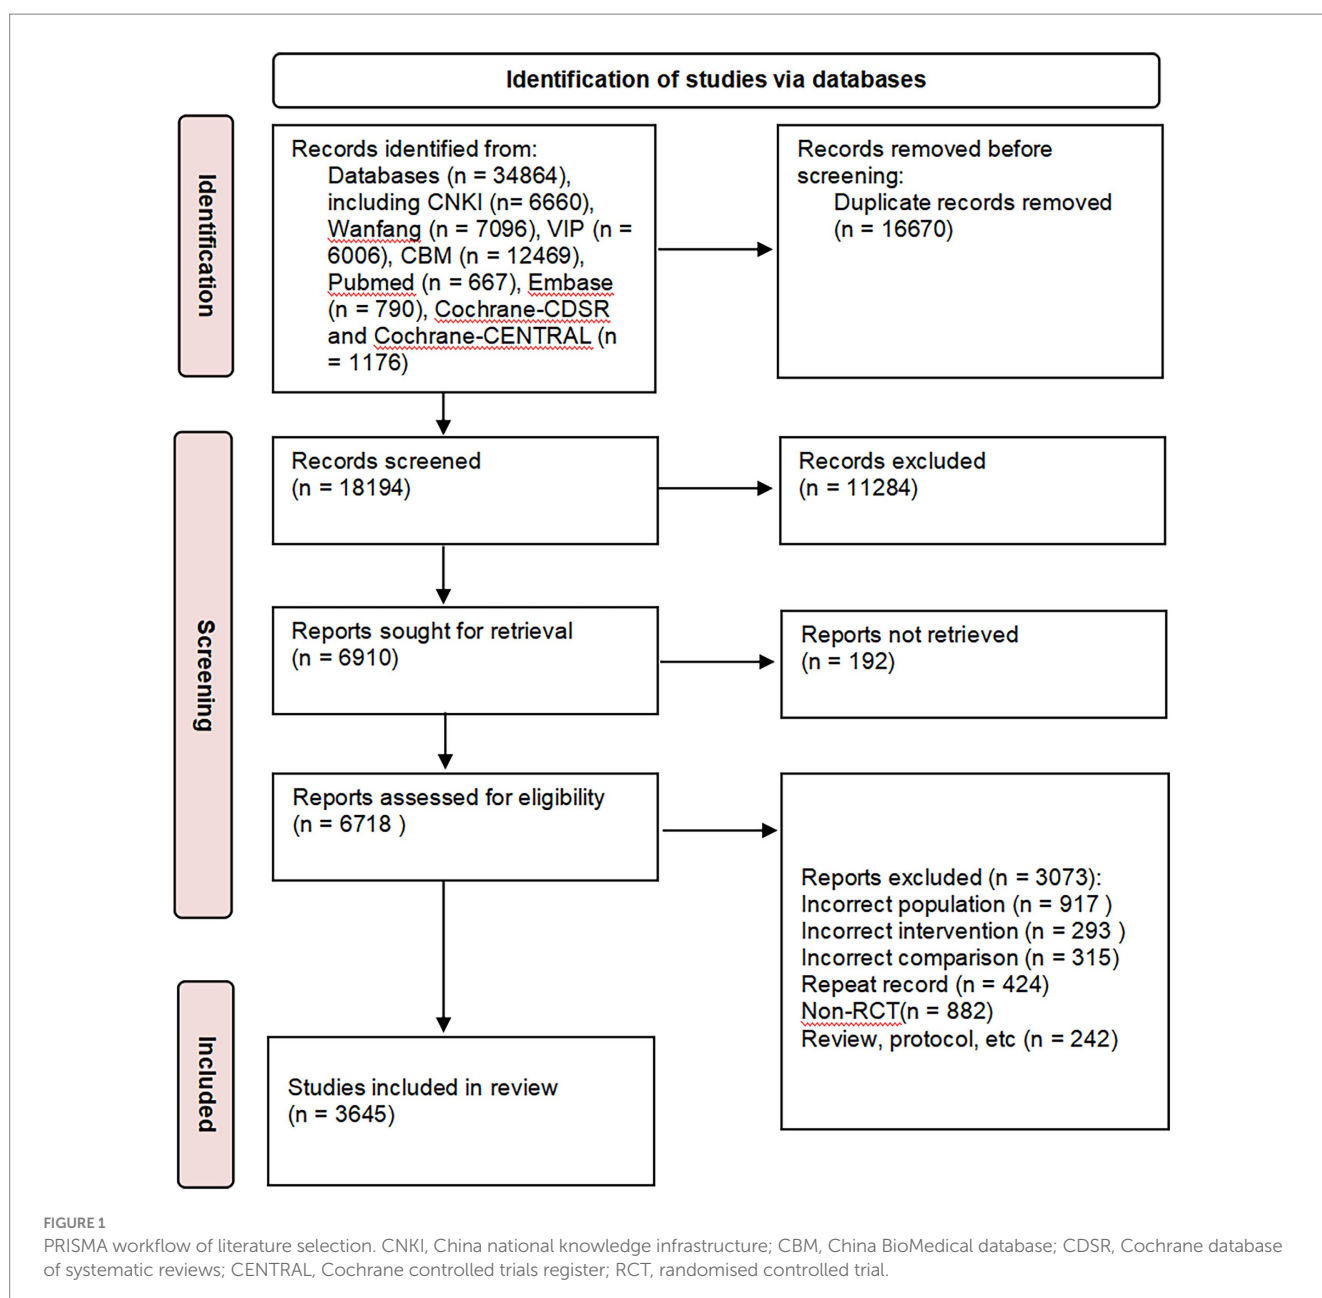 Identification of studies via databases
Identification
Records identified from:
Databases (n = 34864),
including CNKI (n= 6660),
Wanfang (n = 7096), VIP (n =
6006), CBM (n = 12469),
Pubmed (n = 667), Embase
(n = 790), Cochrane-CDSR
and Cochrane-CENTRAL (n
= 1176)
Records removed before
screening:
Duplicate records removed
(n = 16670)
Screening
Records screened
(n = 18194)
Records excluded
(n = 11284)
Reports sought for retrieval
(n = 6910)
Reports not retrieved
(n = 192)
Reports assessed for eligibility
(n = 6718 )
Reports excluded (n = 3073):
Incorrect population (n = 917 )
Incorrect intervention (n = 293 )
Incorrect comparison (n = 315)
Repeat record (n = 424)
Non-RCT(n = 882)
Review, protocol, etc (n = 242)
Included
Studies included in review
(n = 3645)
FIGURE 1
PRISMA workflow of literature selection. CNKI, China national knowledge infrastructure; CBM, China BioMedical database; CDSR, Cochrane database
of systematic reviews; CENTRAL, Cochrane controlled trials register; RCT, randomised controlled trial.